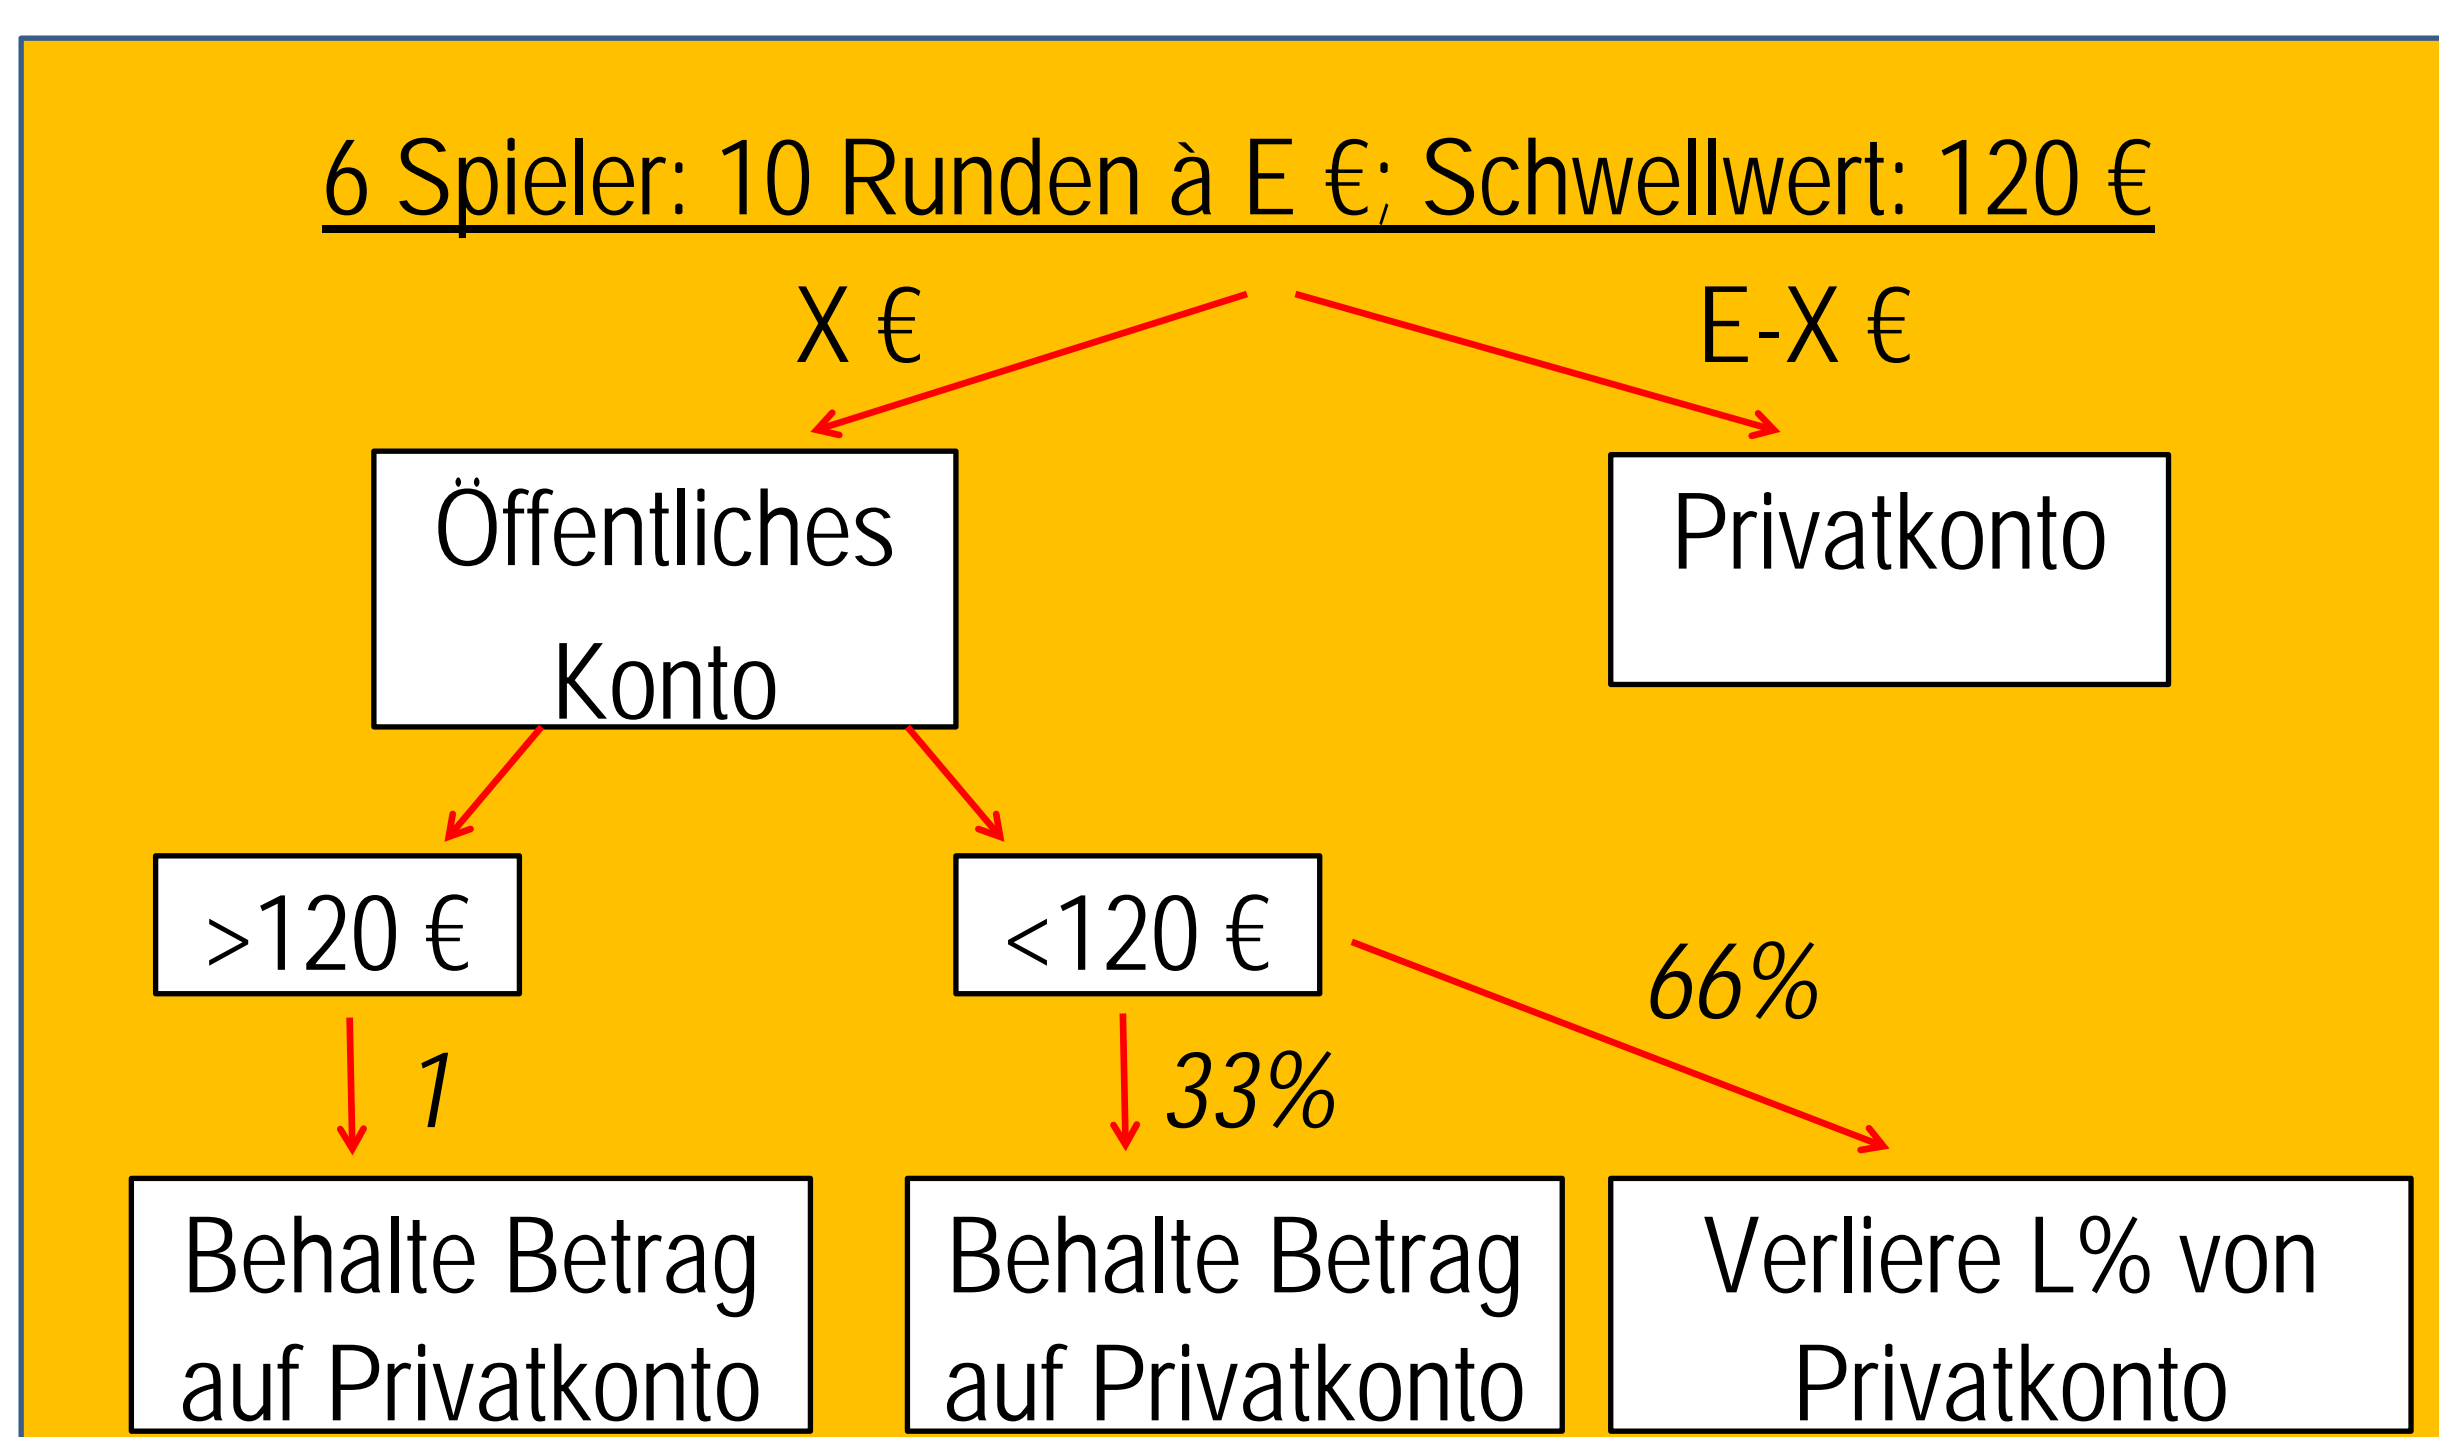 6 Spieler: 10 Runden à E €; Schwellwert: 120 €
X €
E-X €
Öffentliches
Konto
Privatkonto
>120 €
<120 €
66%
1
33%
Behalte Betrag
auf Privatkonto
Behalte Betrag
auf Privatkonto
Verliere L% von
Privatkonto